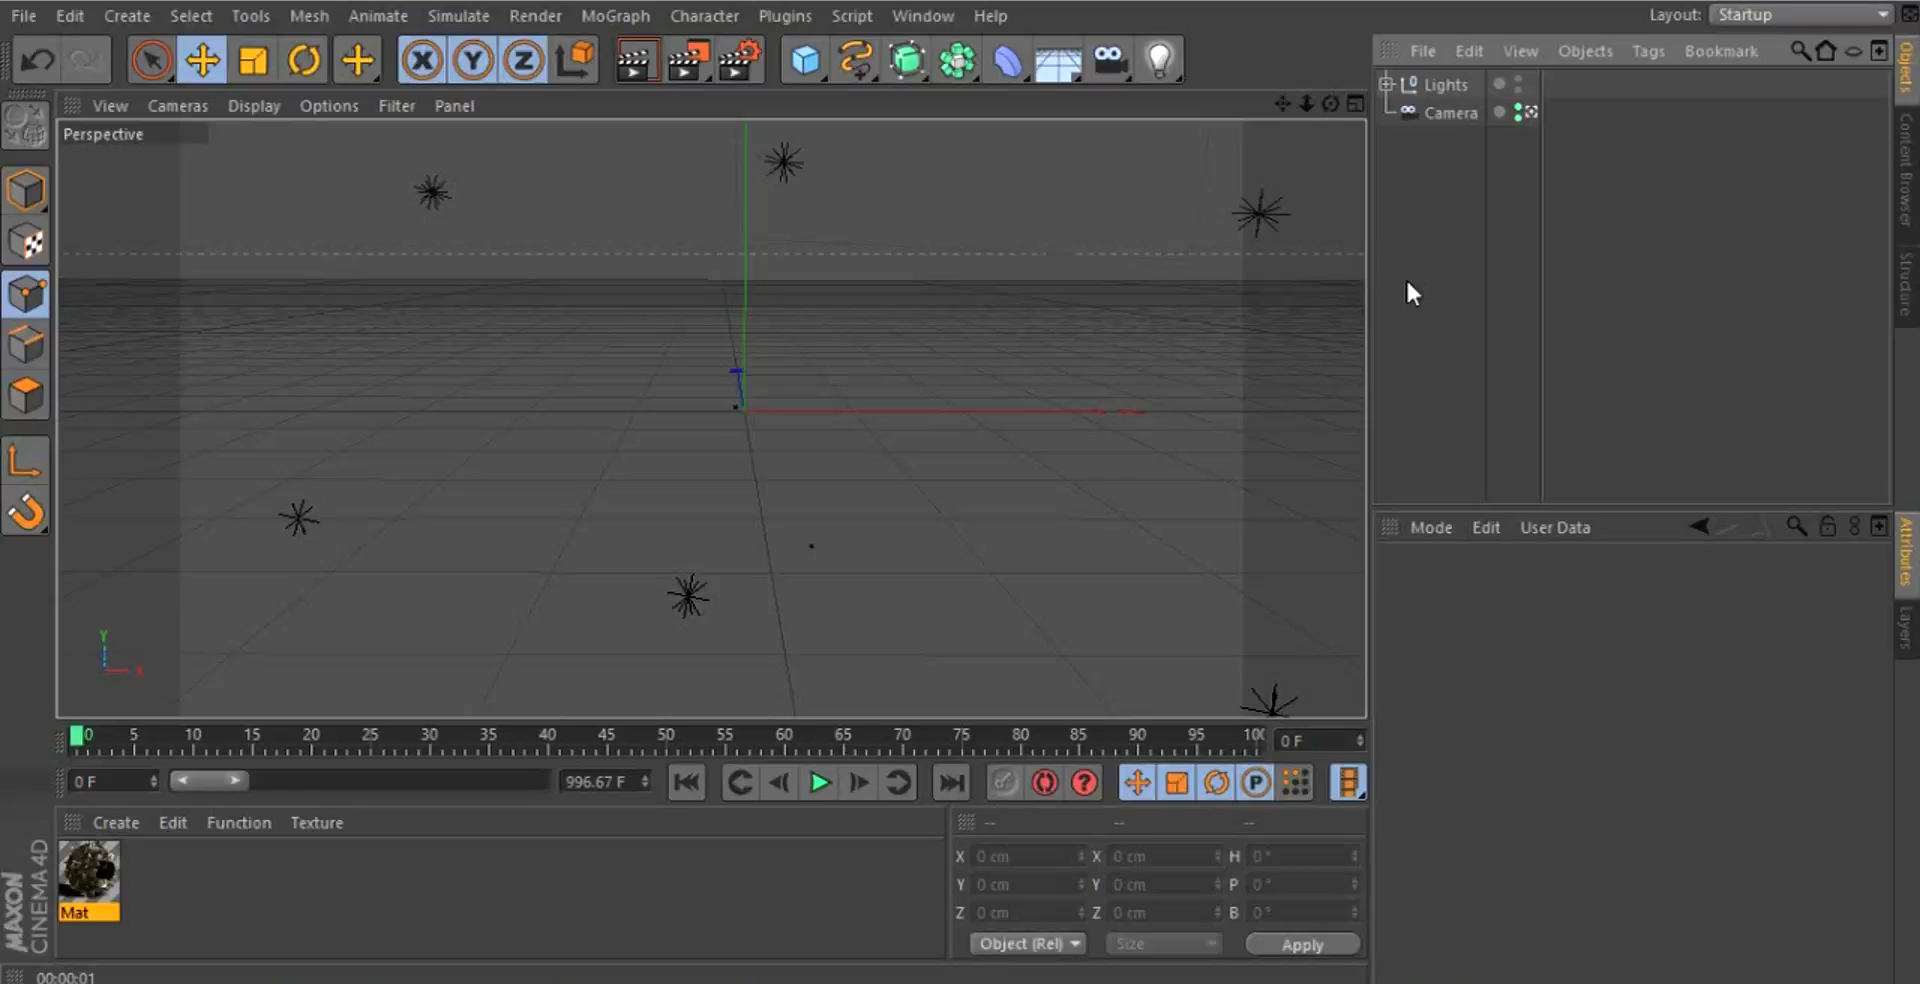 File Edit Create Select Tools Mesh Animate Simulate Render MoGraph Character Plugins Script Window Help
Layout: Startup
X Y Z
File Edit View Objects Tags Bookmark
Lights
Camera
Objects
Content Browser
Structure
View Cameras Display Options Filter Panel
Perspective
Y
X
Mode Edit User Data
Attributes
Layers
0 5 10 15 20 25 30 35 40 45 50 55 60 65 70 75 80 85 90 95 100
0 F
0 F
996.67 F
P
Create Edit Function Texture
Mat
-- -- --
X 0 cm X 0 cm H 0 °
Y 0 cm Y 0 cm P 0 °
Z 0 cm Z 0 cm B 0 °
Object (Rel) Size Apply
MAXON
CINEMA 4D
00:00:01